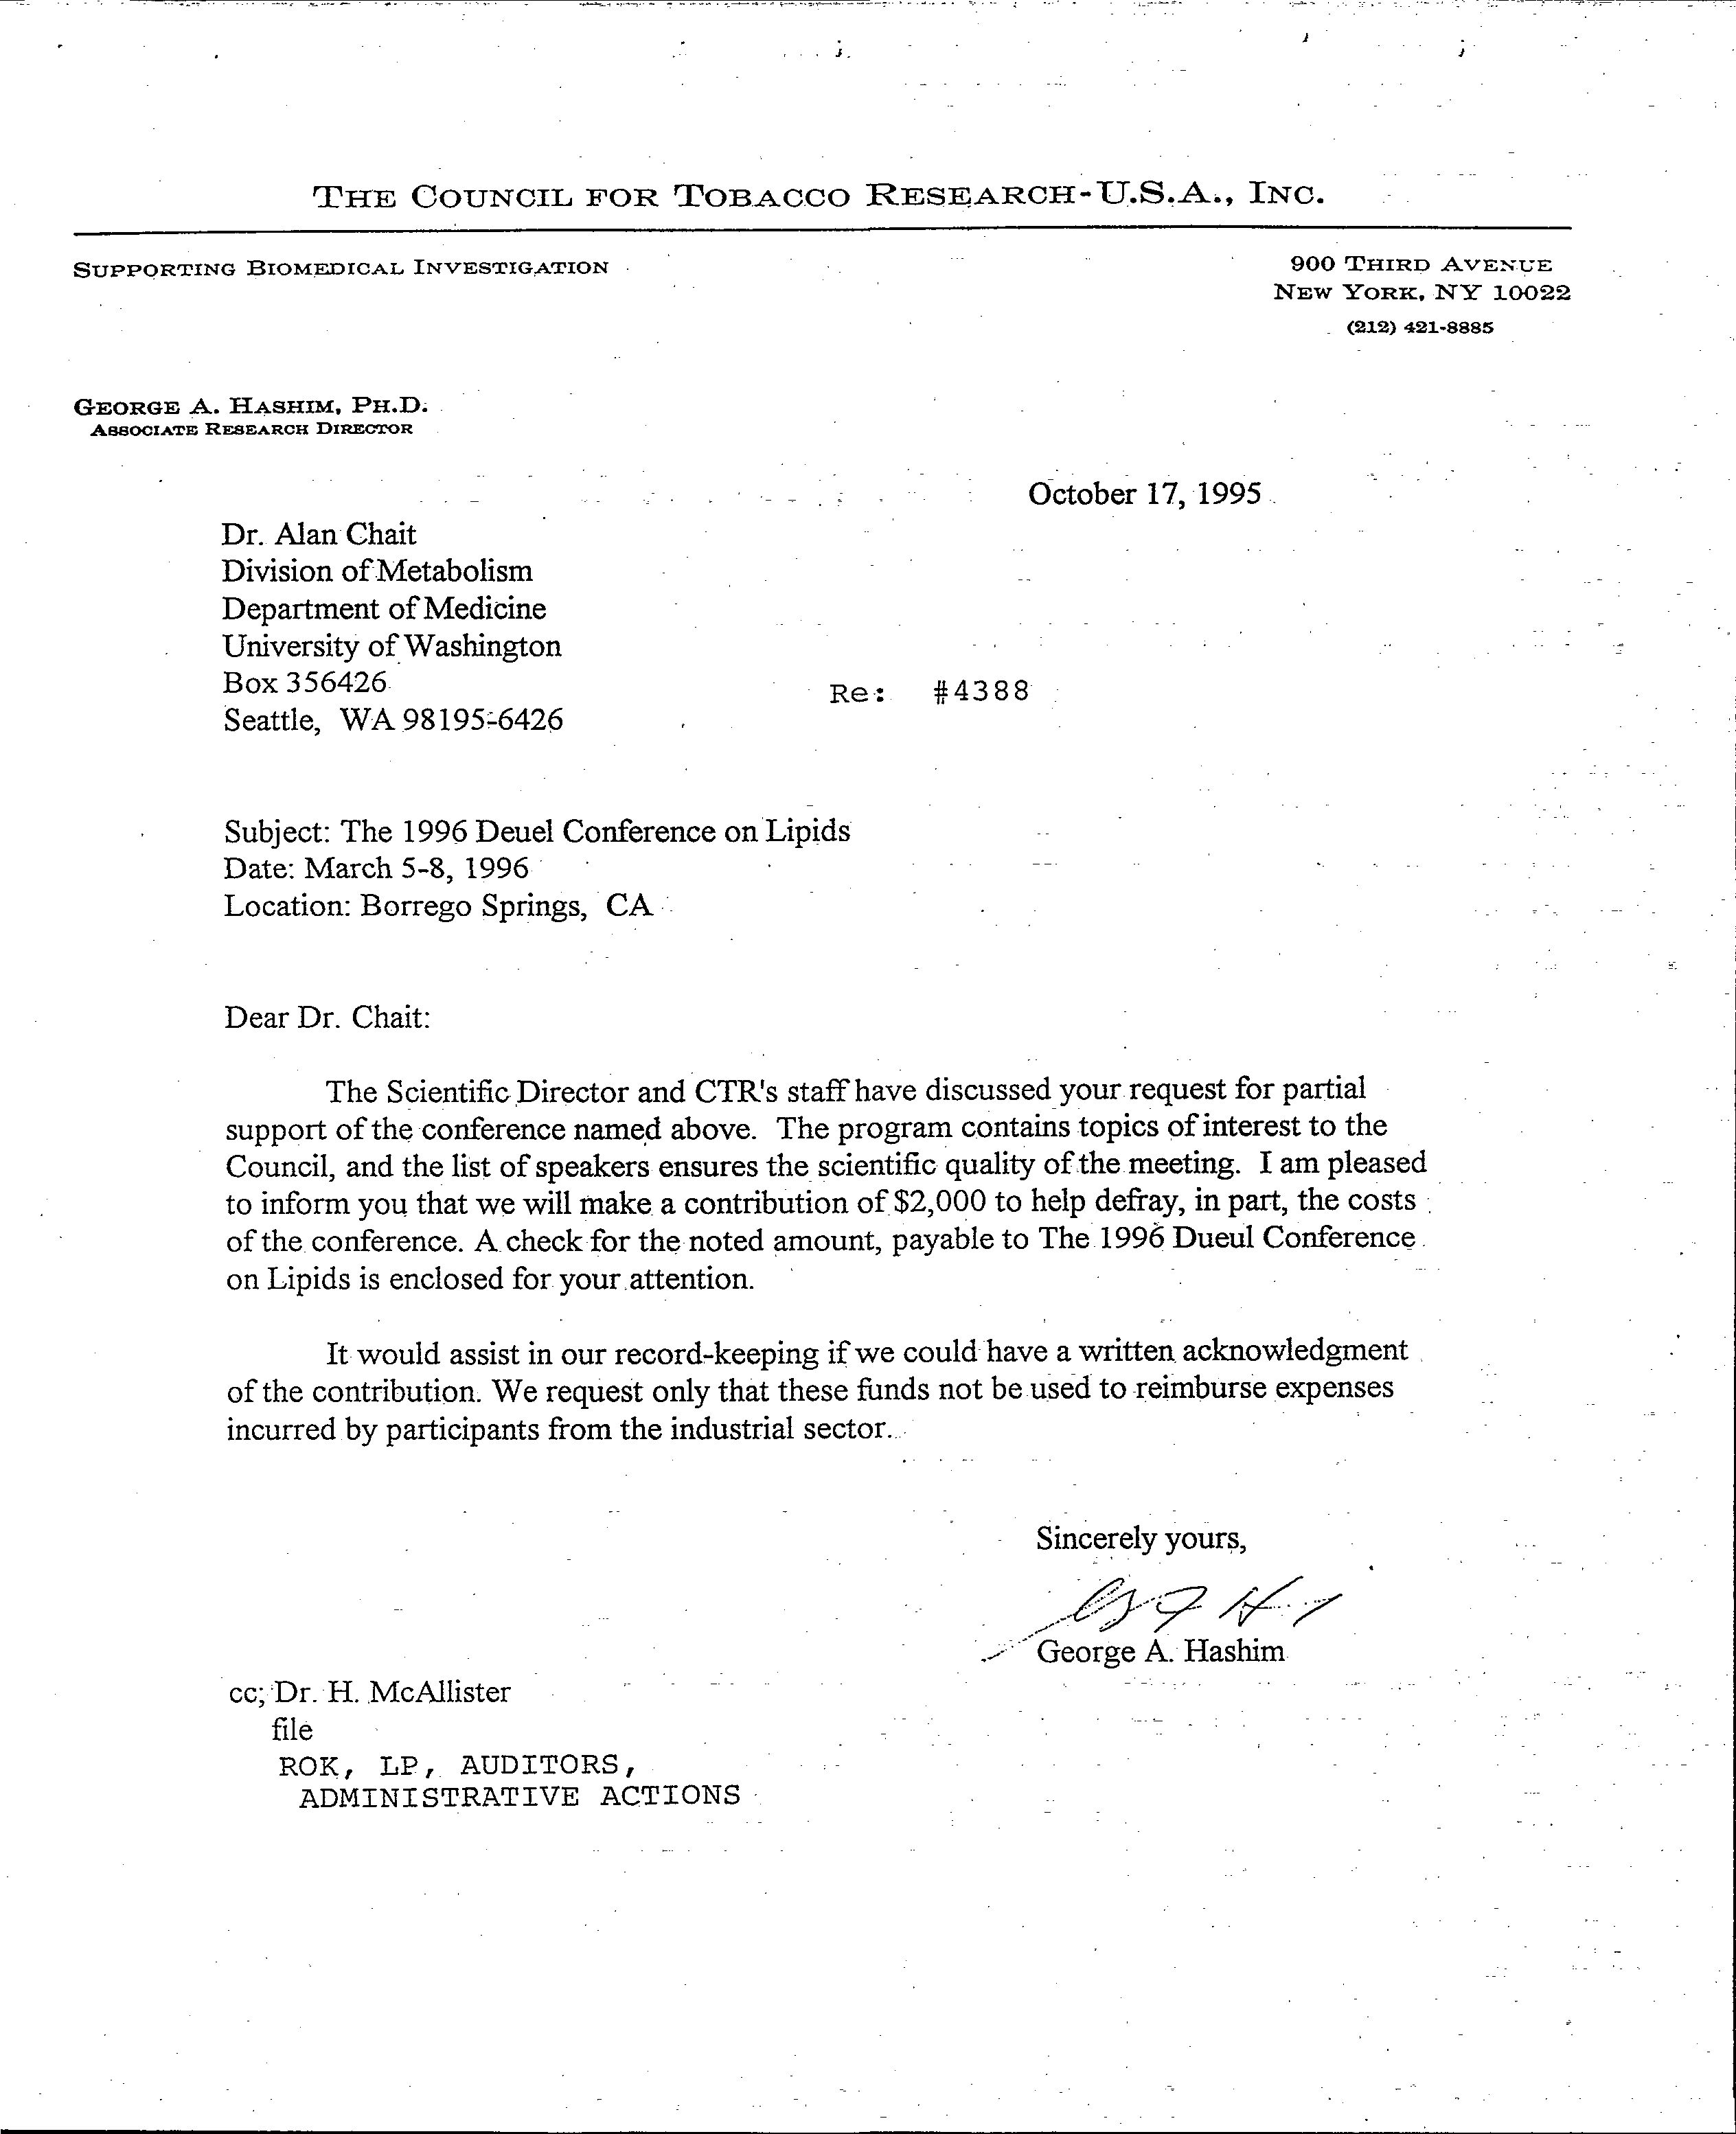 THE COUNCIL FOR TOBACCO RESEARCH-U.S.A., INC.
SUPPORTING BIOMEDICAL INVESTIGATION
900 THIRD AVENUE
NEW YORK, NY 10022
(212) 421-8885
GEORGE A. HASHIM, PH.D.
ASSOCIATE RESEARCH DIRECTOR
October 17, 1995
Dr. Alan Chait
Division of Metabolism
Department of Medicine
University of Washington
Box 356426
Re: #4388
Seattle, WA 98195-6426
Subject: The 1996 Deuel Conference on Lipids
Date: March 5-8, 1996
Location: Borrego Springs, CA
Dear Dr. Chait:
The Scientific Director and CTR's staff have discussed your request for partial
support of the conference named above. The program contains topics of interest to the
Council, and the list of speakers ensures the scientific quality of the meeting. I am pleased
to inform you that we will make a contribution of $2,000 to help defray, in part, the costs
of the conference. A check for the noted amount, payable to The 1996 Dueul Conference
on Lipids is enclosed for your attention.
It would assist in our record-keeping if we could have a written acknowledgment
of the contribution. We request only that these funds not be used to reimburse expenses
incurred by participants from the industrial sector.
Sincerely yours,
George A. Hashim
cc; Dr. H. McAllister
file
ROK, LP, AUDITORS,
ADMINISTRATIVE ACTIONS